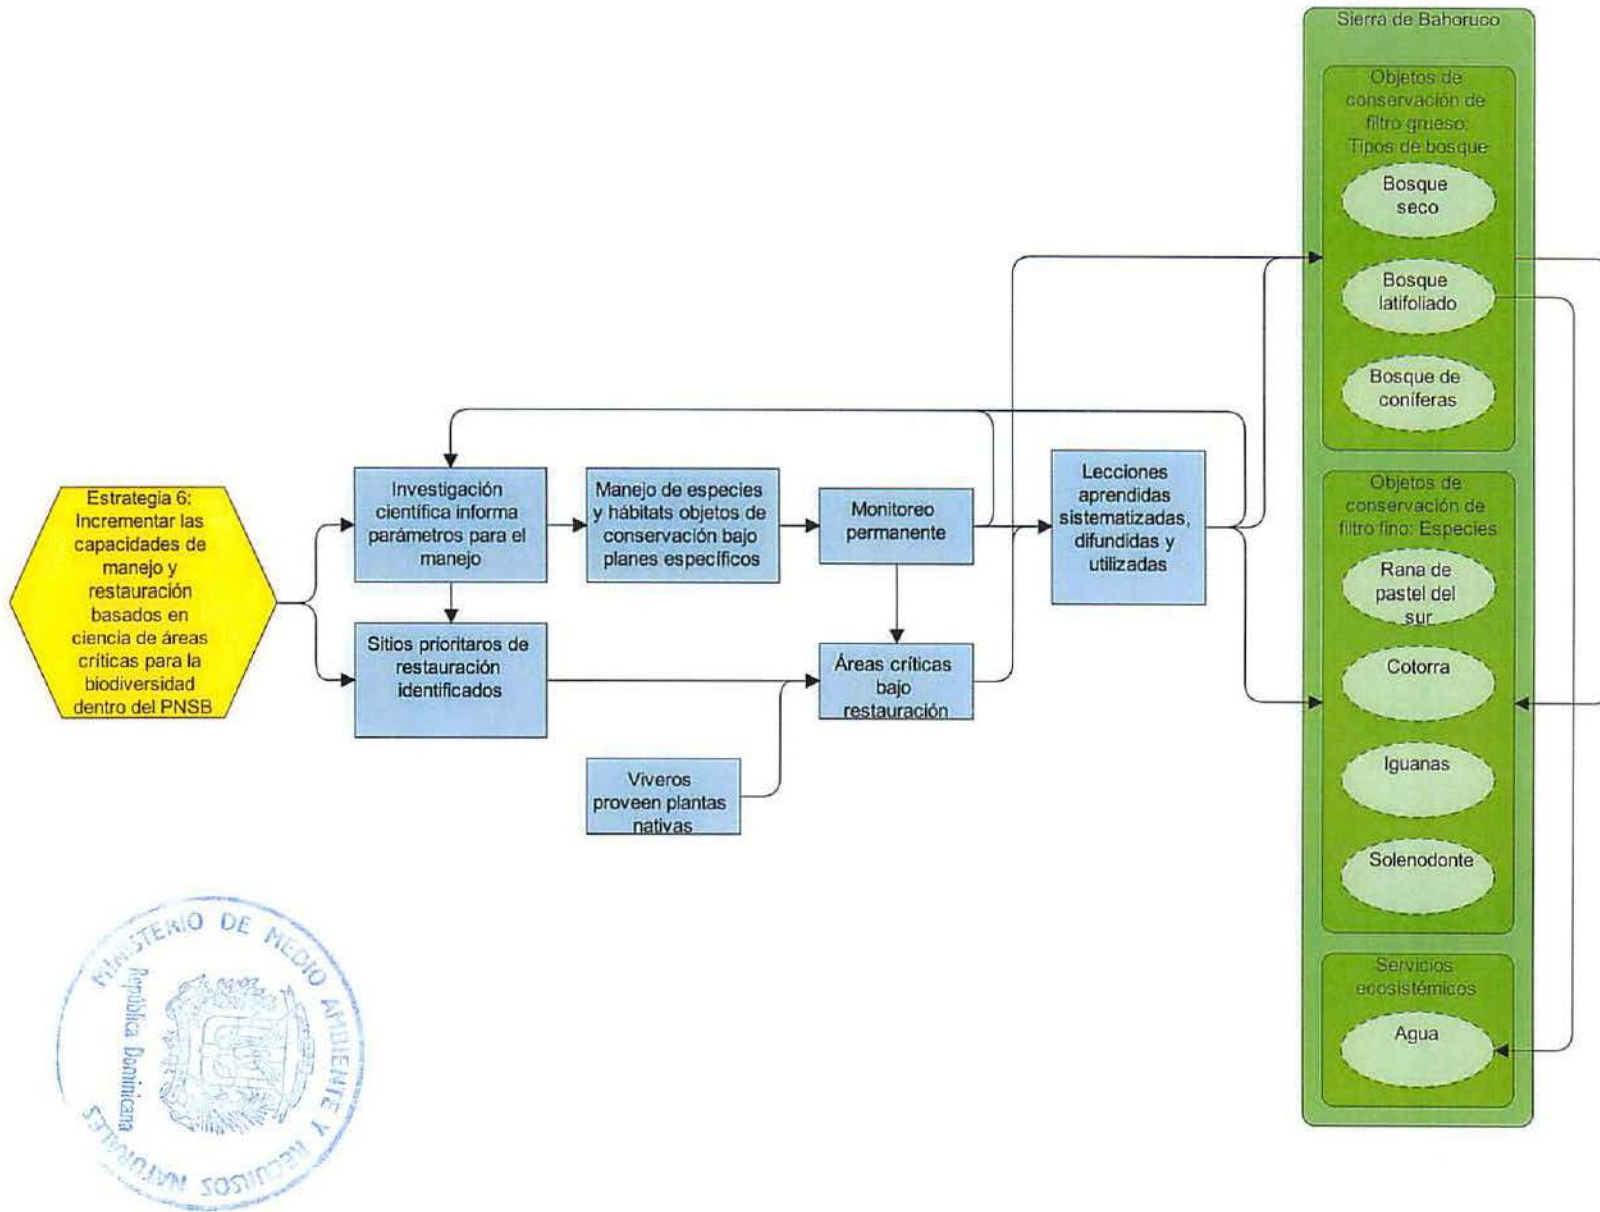 Sierra de Bahoruco
Objetos de
conservación de
filtro grueso:
Tipos de bosque
Bosque
seco
Bosque
latifoliado
Bosque de
coníferas
Estrategia 6:
Incrementar las
capacidades de
manejo y
restauración
basados en
ciencia de áreas
críticas para la
biodiversidad
dentro del PNSB
Investigación
científica informa
parámetros para el
manejo
Manejo de especies
y hábitats objetos de
conservación bajo
planes específicos
Monitoreo
permanente
Lecciones
aprendidas
sistematizadas,
difundidas y
utilizadas
Sitios prioritaros de
restauración
identificados
Áreas críticas
bajo
restauración
Viveros
proveen plantas
nativas
Objetos de
conservación de
filtro fino: Especies
Rana de
pastel del
sur
Cotorra
Iguanas
Solenodonte
Servicios
ecosistémicos
Agua
MINISTERIO DE MEDIO AMBIENTE Y RECURSOS NATURALES
República Dominicana